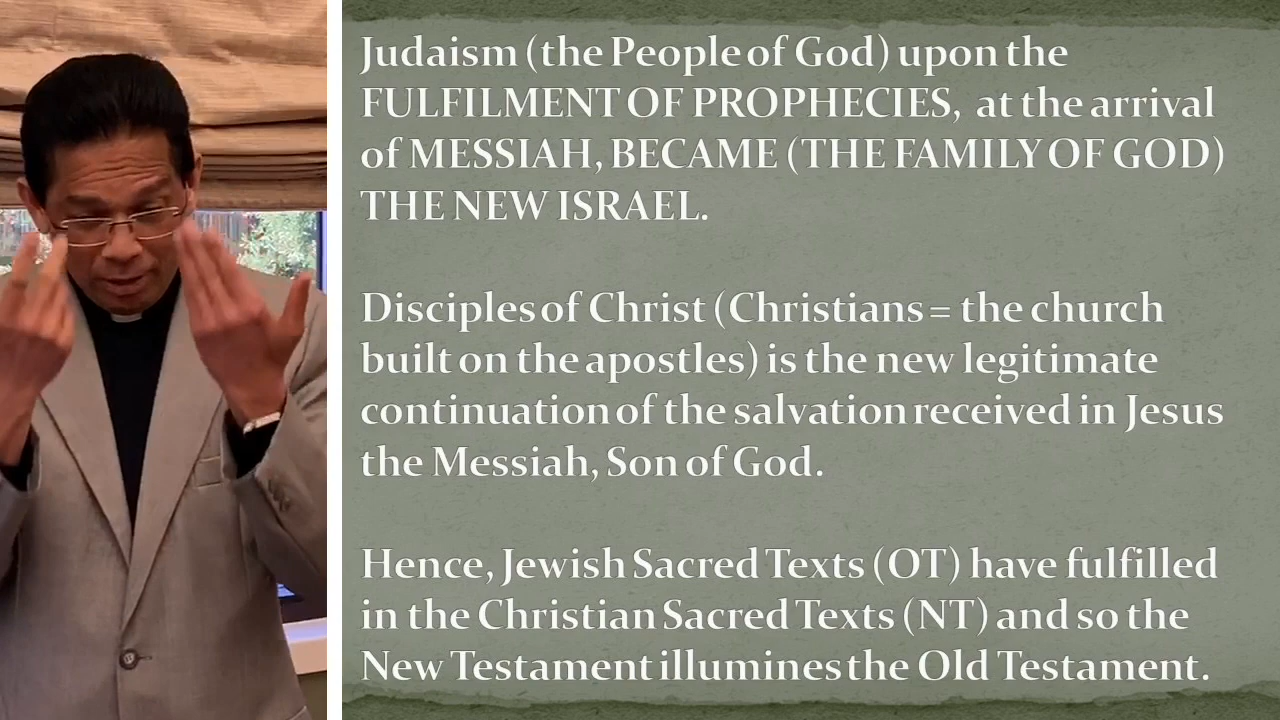 Judaism (the People of God) upon the
FULFILMENT OF PROPHECIES, at the arrival
of MESSIAH, BECAME (THE FAMILY OF GOD)
THE NEW ISRAEL.
Disciples of Christ (Christians = the church
built on the apostles) is the new legitimate
continuation of the salvation received in Jesus
the Messiah, Son of God.
Hence, Jewish Sacred Texts (OT) have fulfilled
in the Christian Sacred Texts (NT) and so the
New Testament illumines the Old Testament.